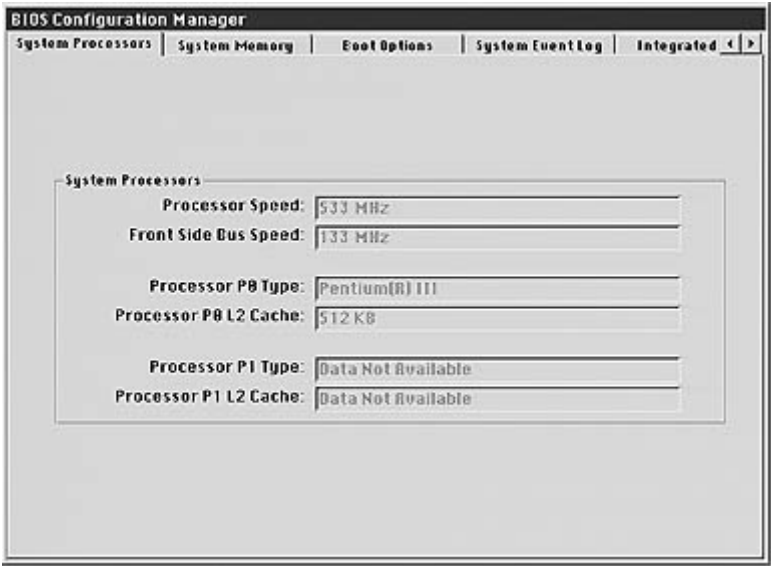 BIOS Configuration Manager
System Processors System Memory Boot Options System Event Log Integrated
System Processors
Processor Speed: 533 MHz
Front Side Bus Speed: 133 MHz
Processor P0 Type: Pentium(R) III
Processor P0 L2 Cache: 512 KB
Processor P1 Type: Data Not Available
Processor P1 L2 Cache: Data Not Available